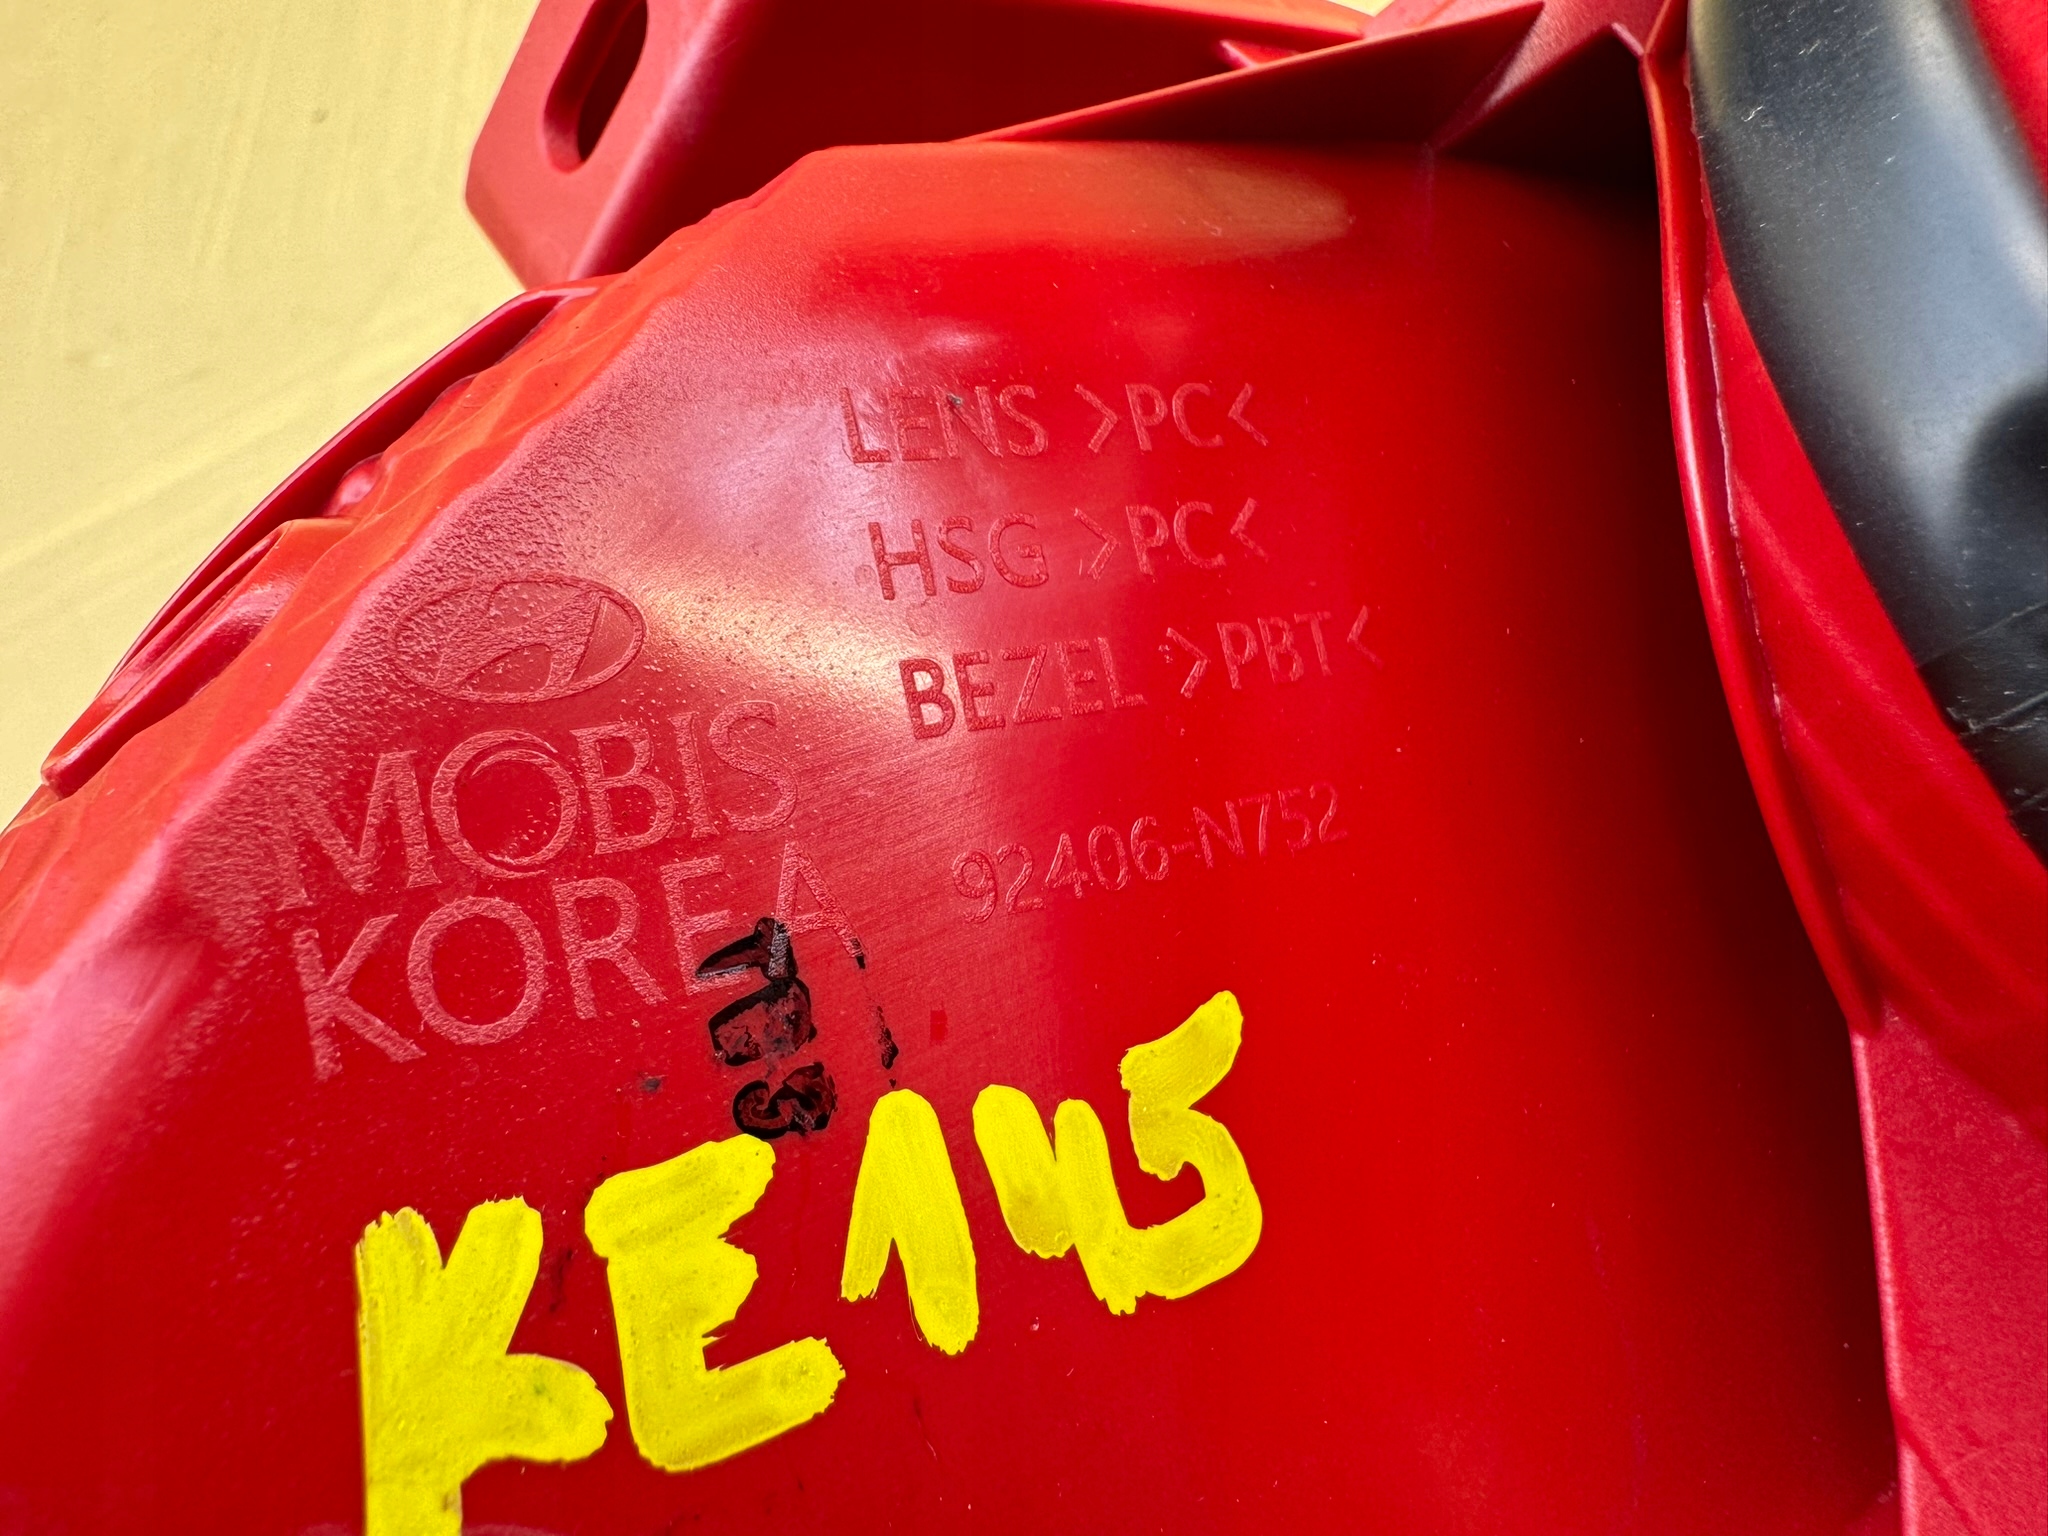 LENS >PC<
HSG >PC<
BEZEL >PBT<
MOBIS
KOREA
92406-N752
KE145